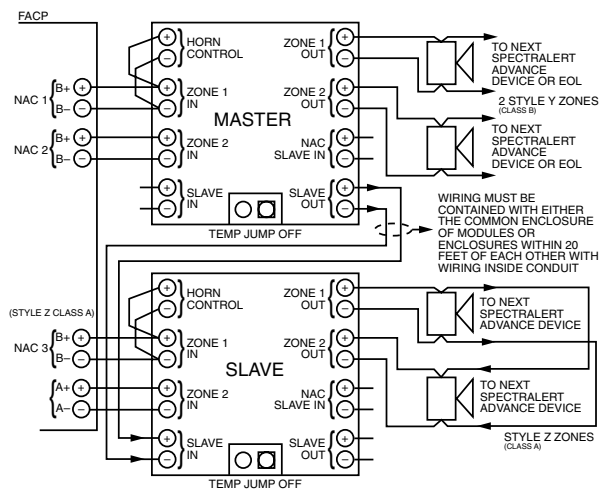 FACP
NAC 1
B+
B–
NAC 2
B+
B–
+
–
HORN
CONTROL
+
–
ZONE 1
IN
+
–
ZONE 2
IN
+
–
SLAVE
IN
MASTER
ZONE 1
OUT
ZONE 2
OUT
NAC
SLAVE IN
SLAVE
OUT
TEMP JUMP OFF
TO NEXT
SPECTRALERT
ADVANCE
DEVICE OR EOL
2 STYLE Y ZONES
(CLASS B)
TO NEXT
SPECTRALERT
ADVANCE
DEVICE OR EOL
WIRING MUST BE
CONTAINED WITH EITHER
THE COMMON ENCLOSURE
OF MODULES OR
ENCLOSURES WITHIN 20
FEET OF EACH OTHER WITH
WIRING INSIDE CONDUIT
(STYLE Z CLASS A)
NAC 3
B+
B–
A+
A–
HORN
CONTROL
ZONE 1
IN
ZONE 2
IN
SLAVE
IN
SLAVE
ZONE 1
OUT
ZONE 2
OUT
NAC
SLAVE IN
SLAVE
OUT
TEMP JUMP OFF
TO NEXT
SPECTRALERT
ADVANCE DEVICE
TO NEXT
SPECTRALERT
ADVANCE DEVICE
STYLE Z ZONES
(CLASS A)